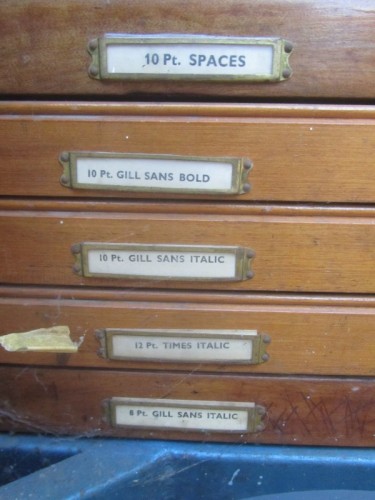 10 Pt. SPACES
10 Pt. GILL SANS BOLD
10 Pt. GILL SANS ITALIC
12 Pt. TIMES ITALIC
8 Pt. GILL SANS ITALIC